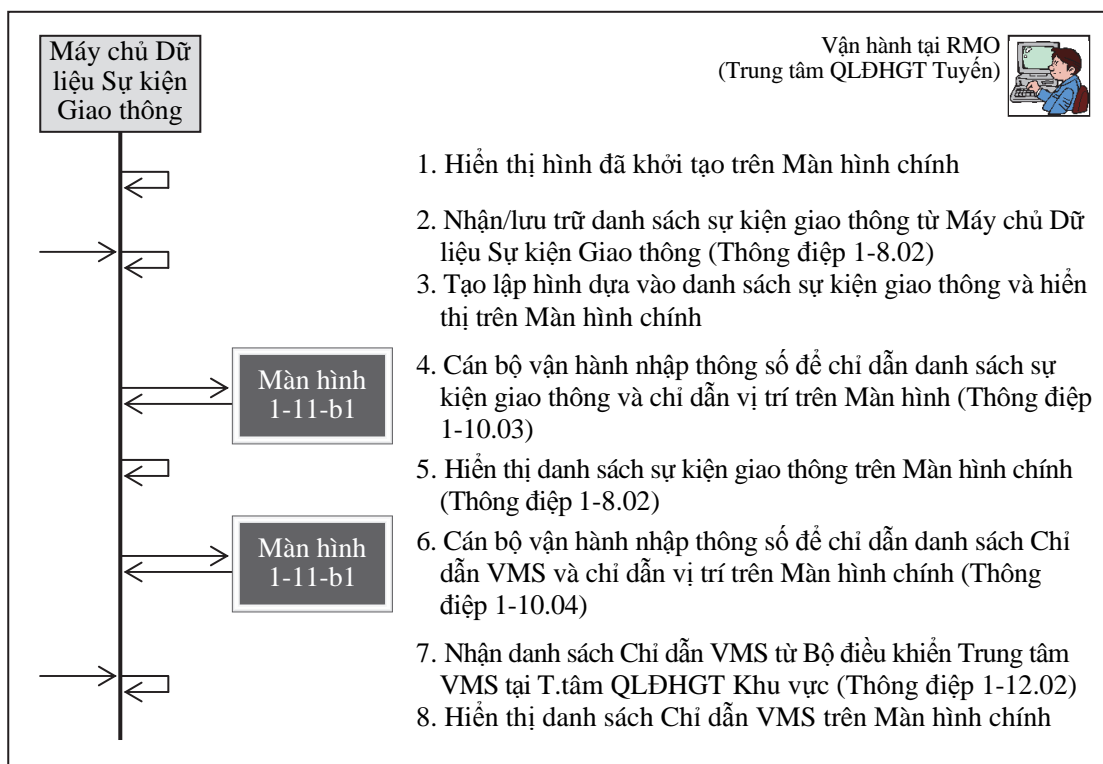 Máy chủ Dữ
liệu Sự kiện
Giao thông
Vận hành tại RMO
(Trung tâm QLĐHGT Tuyến)
1. Hiển thị hình đã khởi tạo trên Màn hình chính
2. Nhận/lưu trữ danh sách sự kiện giao thông từ Máy chủ Dữ
liệu Sự kiện Giao thông (Thông điệp 1-8.02)
3. Tạo lập hình dựa vào danh sách sự kiện giao thông và hiển
thị trên Màn hình chính
Màn hình
1-11-b1
4. Cán bộ vận hành nhập thông số để chỉ dẫn danh sách sự
kiện giao thông và chỉ dẫn vị trí trên Màn hình (Thông điệp
1-10.03)
5. Hiển thị danh sách sự kiện giao thông trên Màn hình chính
(Thông điệp 1-8.02)
Màn hình
1-11-b1
6. Cán bộ vận hành nhập thông số để chỉ dẫn danh sách Chỉ
dẫn VMS và chỉ dẫn vị trí trên Màn hình chính (Thông
điệp 1-10.04)
7. Nhận danh sách Chỉ dẫn VMS từ Bộ điều khiển Trung tâm
VMS tại T.tâm QLĐHGT Khu vực (Thông điệp 1-12.02)
8. Hiển thị danh sách Chỉ dẫn VMS trên Màn hình chính